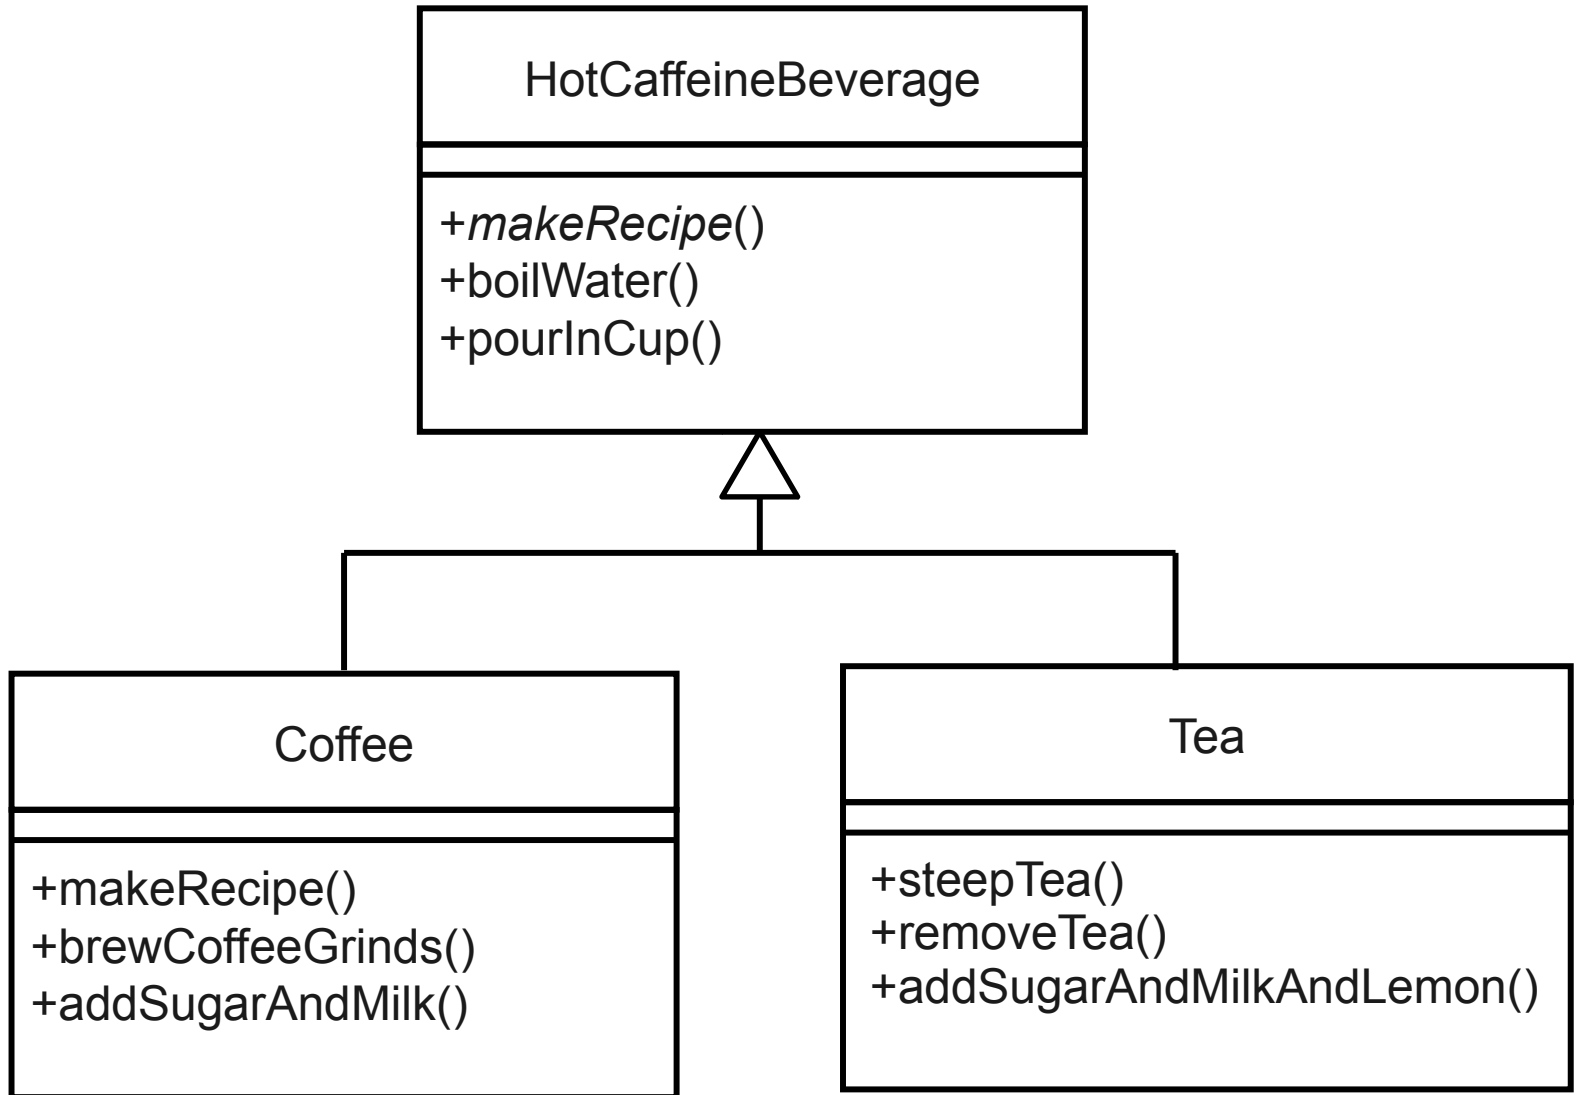 HotCaffeineBeverage
+makeRecipe()
+boilWater()
+pourInCup()
Coffee
+makeRecipe()
+brewCoffeeGrinds()
+addSugarAndMilk()
Tea
+steepTea()
+removeTea()
+addSugarAndMilkAndLemon()